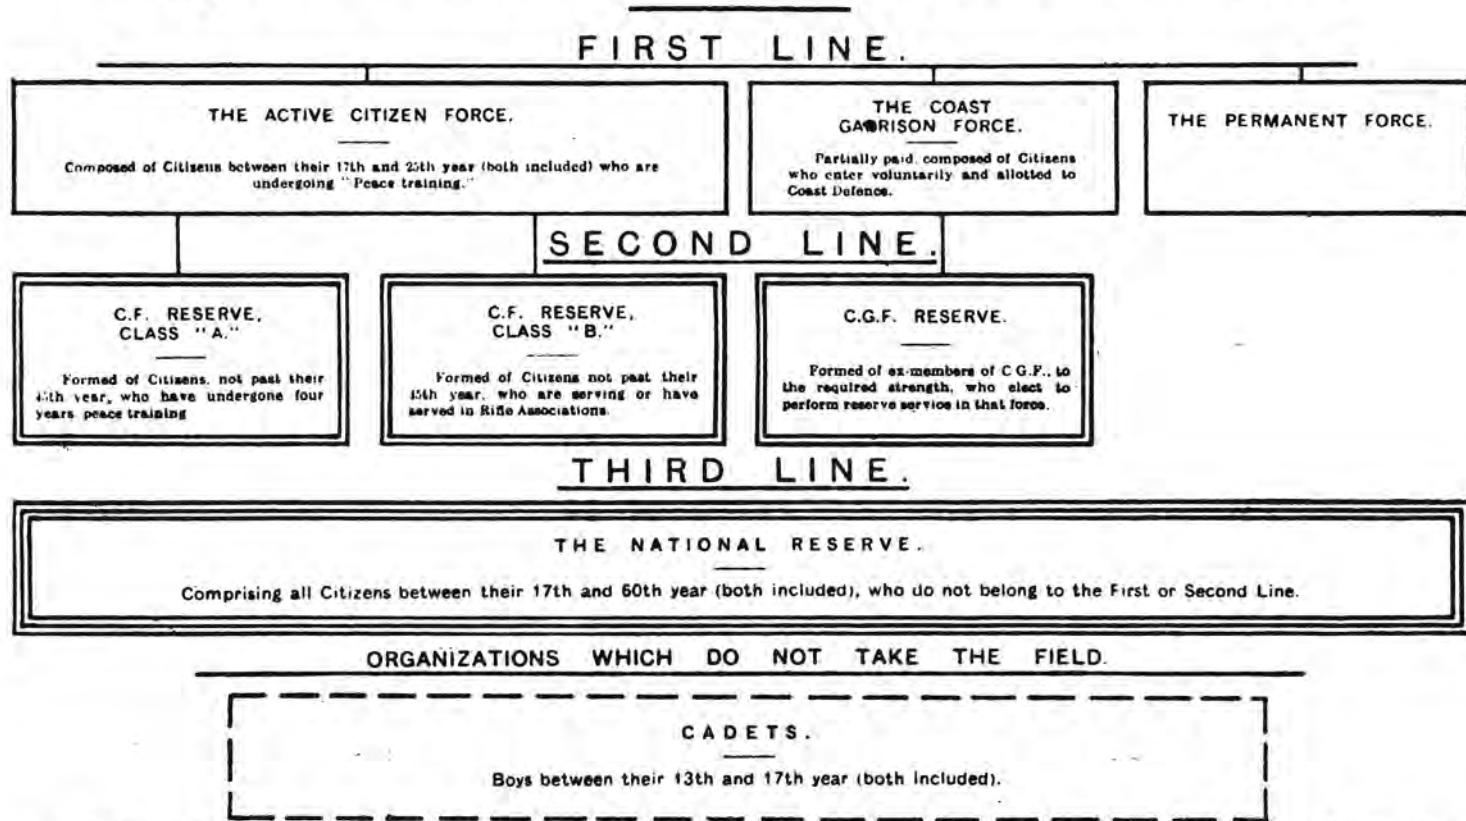 FIRST LINE.
THE ACTIVE CITIZEN FORCE.
Composed of Citizens between their 17th and 25th year (both included) who are
undergoing "Peace training."
THE COAST
GARRISON FORCE.
Partially paid, composed of Citizens
who enter voluntarily and allotted to
Coast Defence.
THE PERMANENT FORCE.
SECOND LINE.
C.F. RESERVE,
CLASS "A."
Formed of Citizens, not past their
year, who have undergone four
years peace training
C.F. RESERVE,
CLASS "B."
Formed of Citizens not past their
year, who are serving or have
served in Rifle Associations.
C.G.F. RESERVE.
Formed of ex-members of C G.F., to
the required strength, who elect to
perform reserve service in that force.
THIRD LINE.
THE NATIONAL RESERVE.
Comprising all Citizens between their 17th and 60th year (both included), who do not belong to the First or Second Line.
ORGANIZATIONS WHICH DO NOT TAKE THE FIELD.
CADETS.
Boys between their 13th and 17th year (both included).